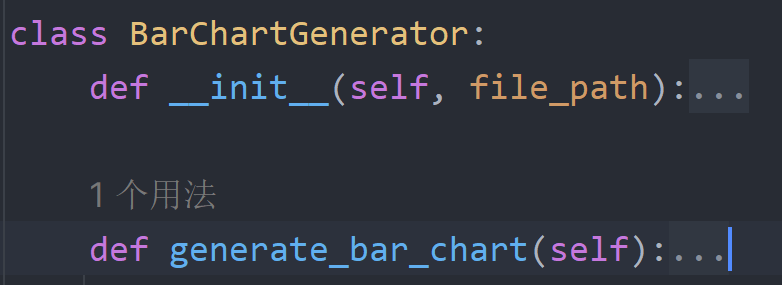 class BarChartGenerator:
def __init__(self, file_path):...
1 个用法
def generate_bar_chart(self):...